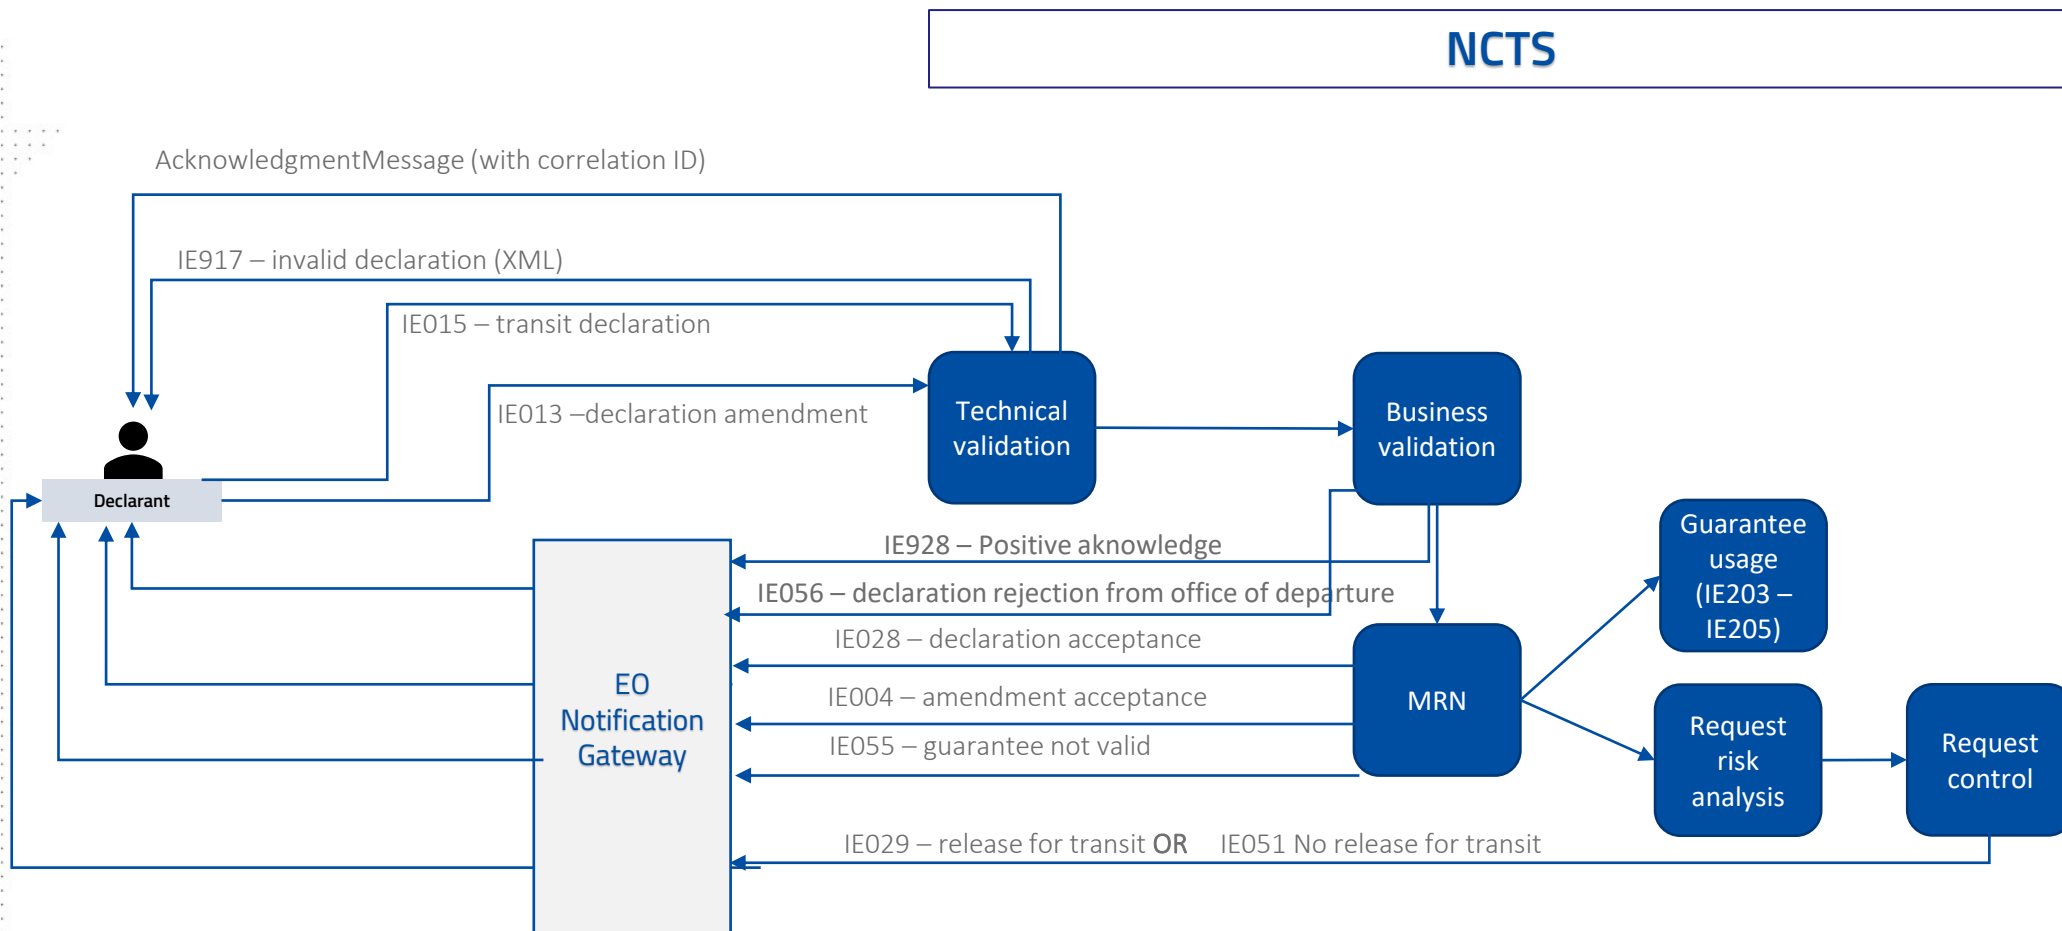 NCTS
AcknowledgmentMessage (with correlation ID)
IE917 – invalid declaration (XML)
IE015 – transit declaration
IE013 –declaration amendment
Technical
validation
Business
validation
Declarant
Guarantee
usage
(IE203 –
IE205)
IE928 – Positive aknowledge
IE056 – declaration rejection from office of departure
IE028 – declaration acceptance
IE004 – amendment acceptance
IE055 – guarantee not valid
EO
Notification
Gateway
MRN
Request
risk
analysis
Request
control
IE029 – release for transit OR IE051 No release for transit